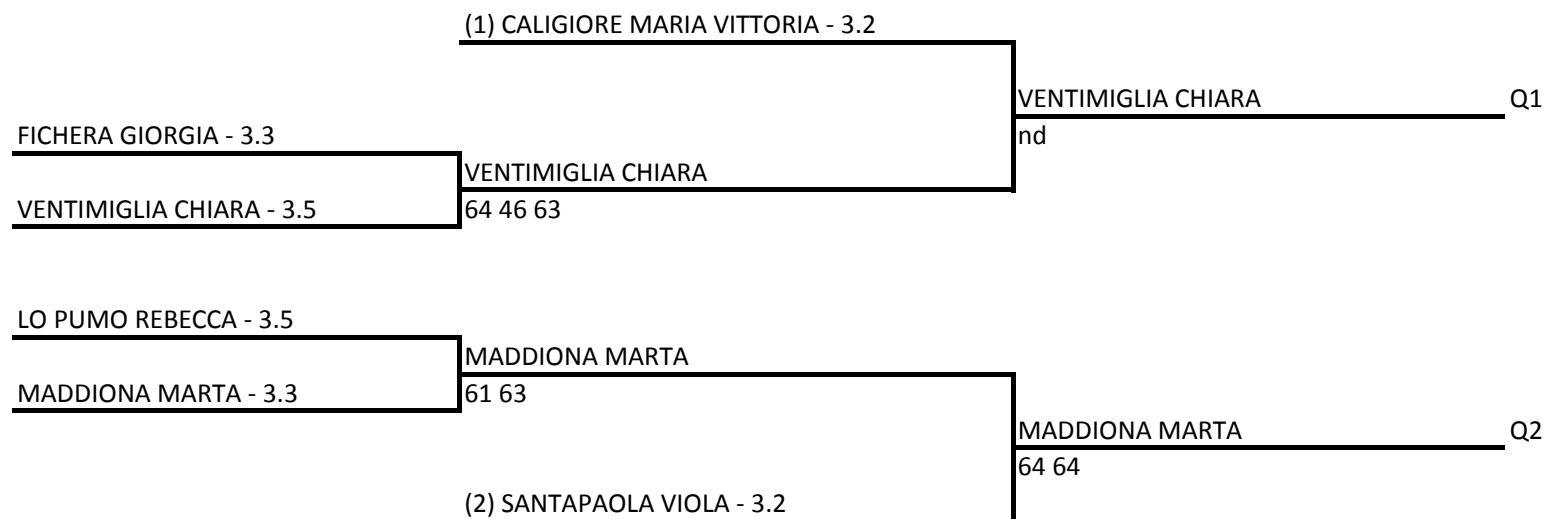 (1) CALIGIORE MARIA VITTORIA - 3.2
VENTIMIGLIA CHIARA Q1
FICHERA GIORGIA - 3.3
nd
VENTIMIGLIA CHIARA
VENTIMIGLIA CHIARA - 3.5
64 46 63
LO PUMO REBECCA - 3.5
MADDIONA MARTA
MADDIONA MARTA - 3.3
61 63
MADDIONA MARTA Q2
64 64
(2) SANTAPAOLA VIOLA - 3.2